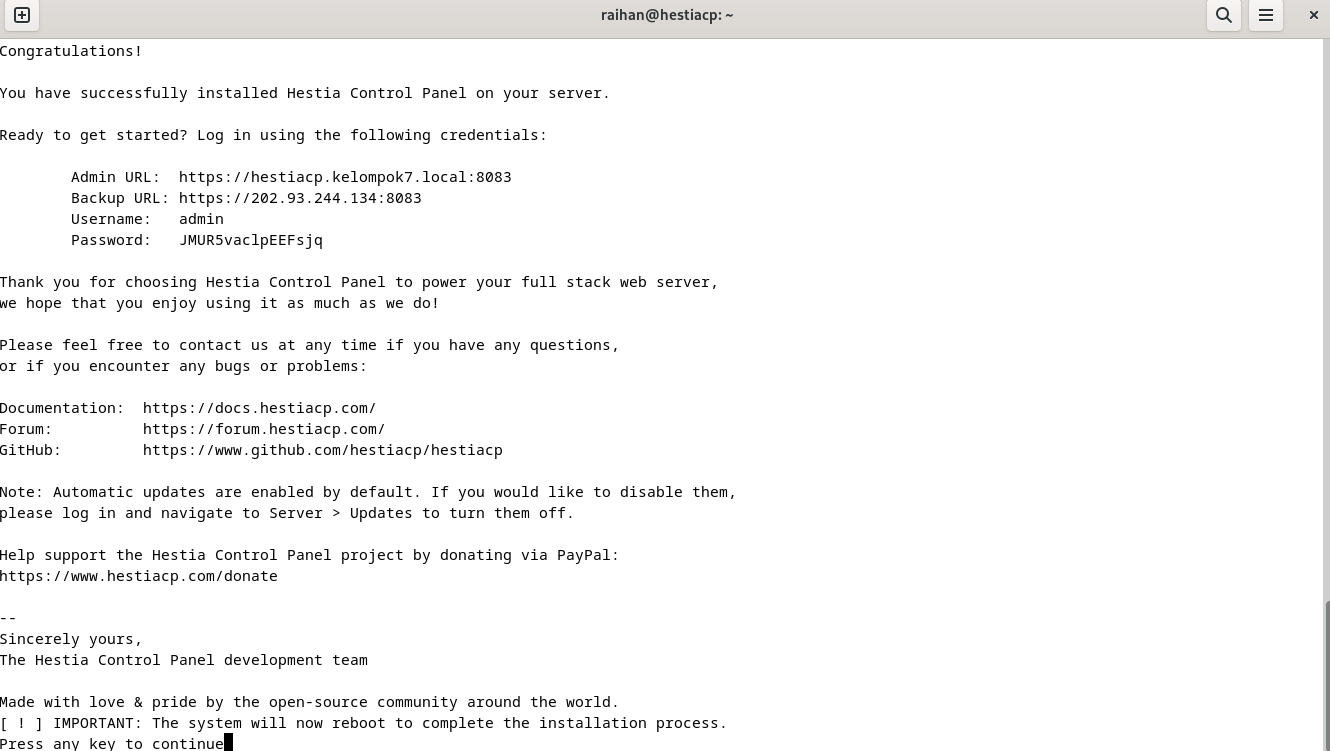 raihan@hestiacp: ~
Congratulations!
You have successfully installed Hestia Control Panel on your server.
Ready to get started? Log in using the following credentials:
Admin URL:  https://hestiacp.kelompok7.local:8083
Backup URL: https://202.93.244.134:8083
Username:   admin
Password:   JMUR5vaclpEEFsjq
Thank you for choosing Hestia Control Panel to power your full stack web server,
we hope that you enjoy using it as much as we do!
Please feel free to contact us at any time if you have any questions,
or if you encounter any bugs or problems:
Documentation:  https://docs.hestiacp.com/
Forum:          https://forum.hestiacp.com/
GitHub:         https://www.github.com/hestiacp/hestiacp
Note: Automatic updates are enabled by default. If you would like to disable them,
please log in and navigate to Server > Updates to turn them off.
Help support the Hestia Control Panel project by donating via PayPal:
https://www.hestiacp.com/donate
--
Sincerely yours,
The Hestia Control Panel development team
Made with love & pride by the open-source community around the world.
[ ! ] IMPORTANT: The system will now reboot to complete the installation process.
Press any key to continue